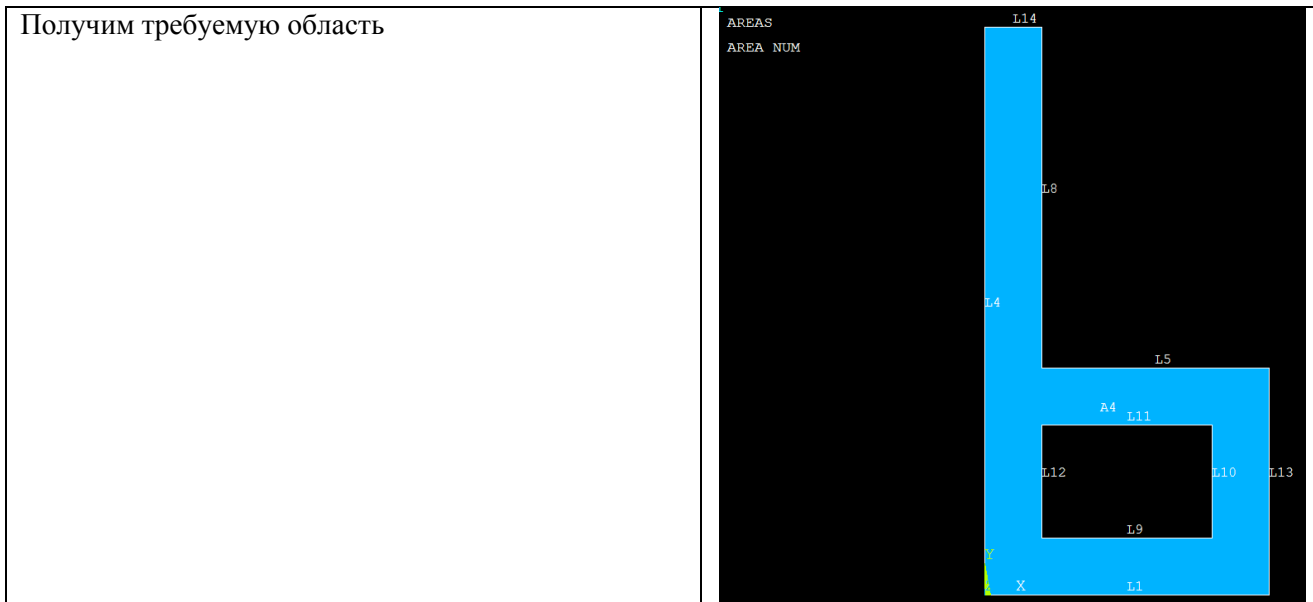 Получим требуемую область
AREAS
AREA NUM
L14
L8
L4
L5
A4
L11
L12
L10
L13
L9
Y
X
L1